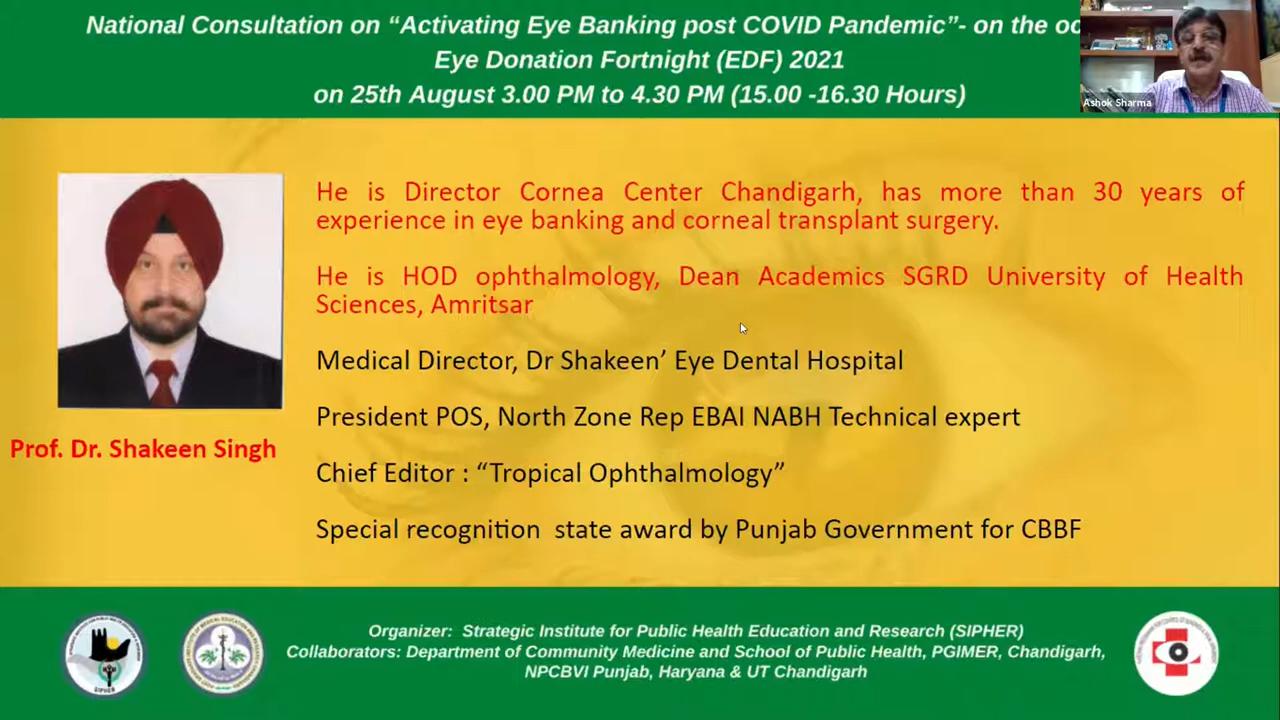 National Consultation on “Activating Eye Banking post COVID Pandemic”- on the oc
Eye Donation Fortnight (EDF) 2021
on 25th August 3.00 PM to 4.30 PM (15.00 -16.30 Hours)
Ashok Sharma
He is Director Cornea Center Chandigarh, has more than 30 years of
experience in eye banking and corneal transplant surgery.
He is HOD ophthalmology, Dean Academics SGRD University of Health
Sciences, Amritsar
Medical Director, Dr Shakeen’ Eye Dental Hospital
President POS, North Zone Rep EBAI NABH Technical expert
Prof. Dr. Shakeen Singh
Chief Editor : “Tropical Ophthalmology”
Special recognition  state award by Punjab Government for CBBF
Organizer:  Strategic Institute for Public Health Education and Research (SIPHER)
Collaborators: Department of Community Medicine and School of Public Health, PGIMER, Chandigarh,
NPCBVI Punjab, Haryana & UT Chandigarh
SIPHER